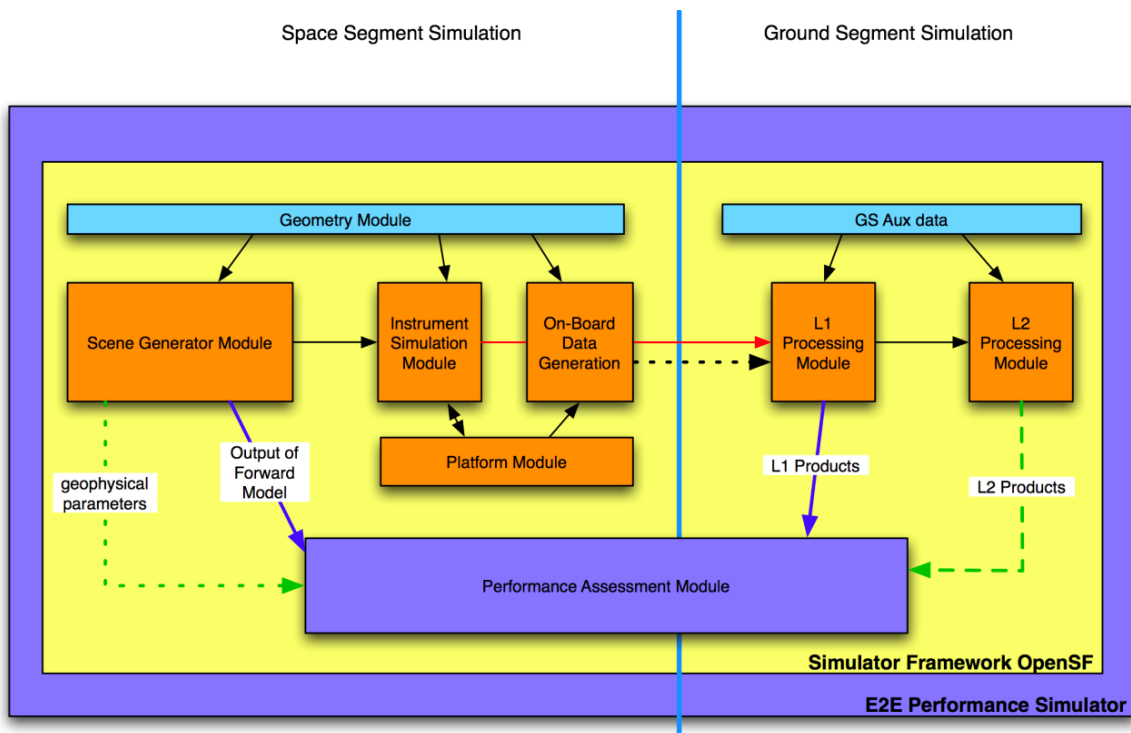 Space Segment Simulation
Ground Segment Simulation
Geometry Module
GS Aux data
Scene Generator Module
Instrument
Simulation
Module
On-Board
Data
Generation
L1
Processing
Module
L2
Processing
Module
Platform Module
Output of
Forward
Model
geophysical
parameters
L1 Products
L2 Products
Performance Assessment Module
Simulator Framework OpenSF
E2E Performance Simulator